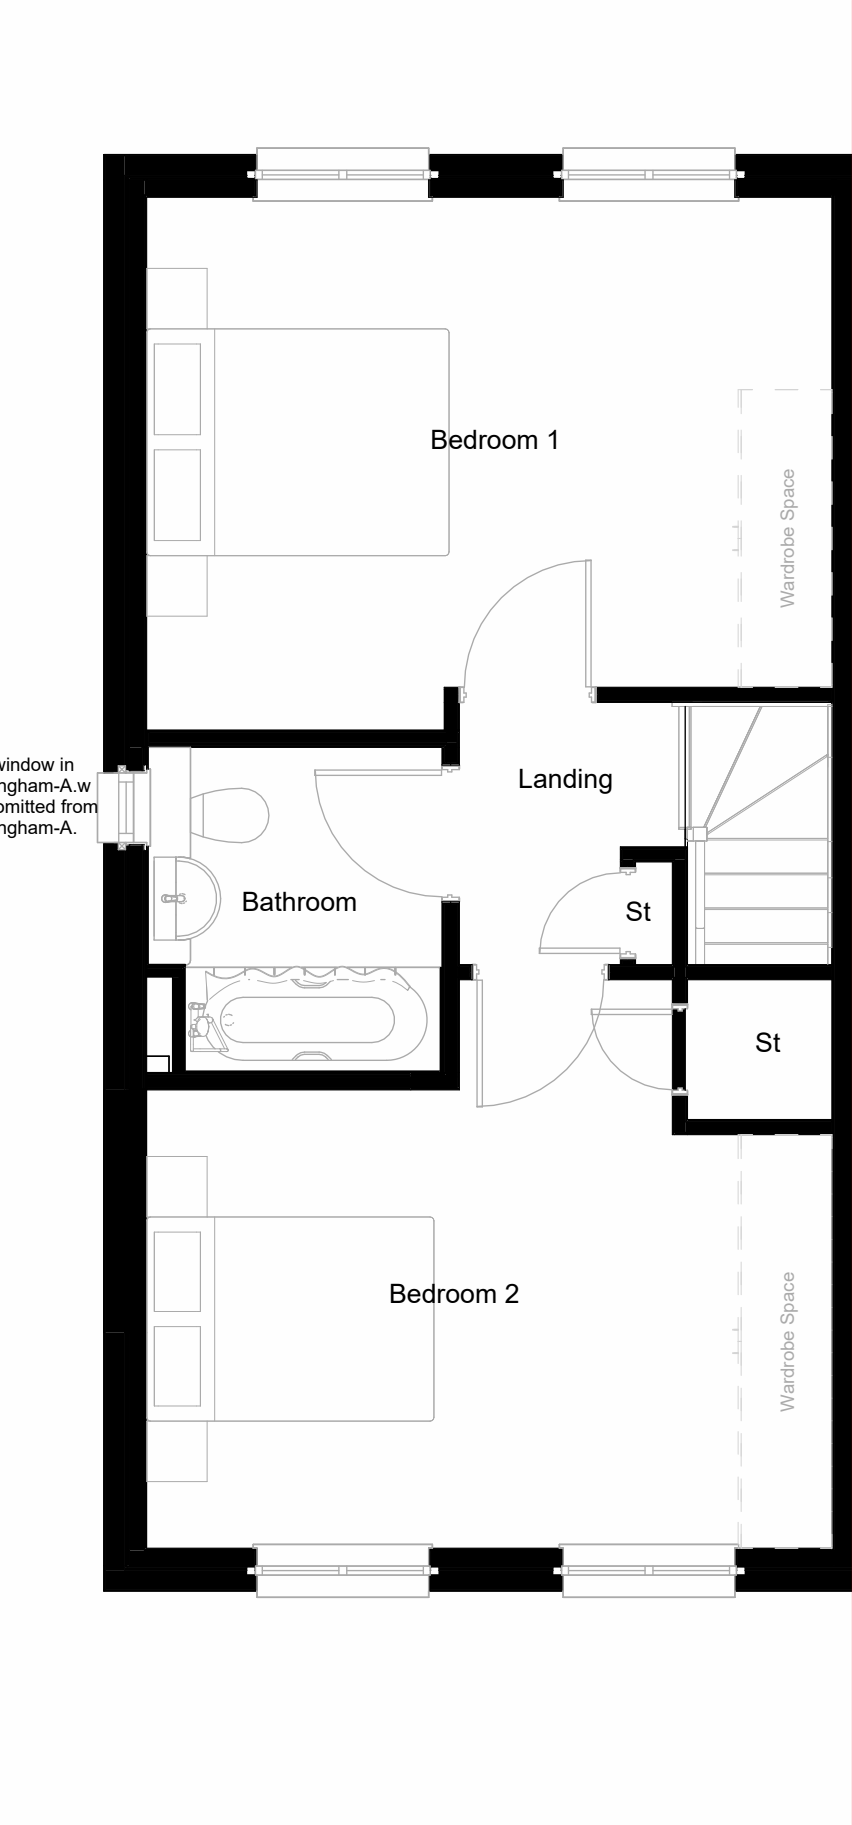 Bedroom 1
Wardrobe Space
window in
ngham-A.w
omitted from
ngham-A.
Landing
Bathroom
St
St
Bedroom 2
Wardrobe Space